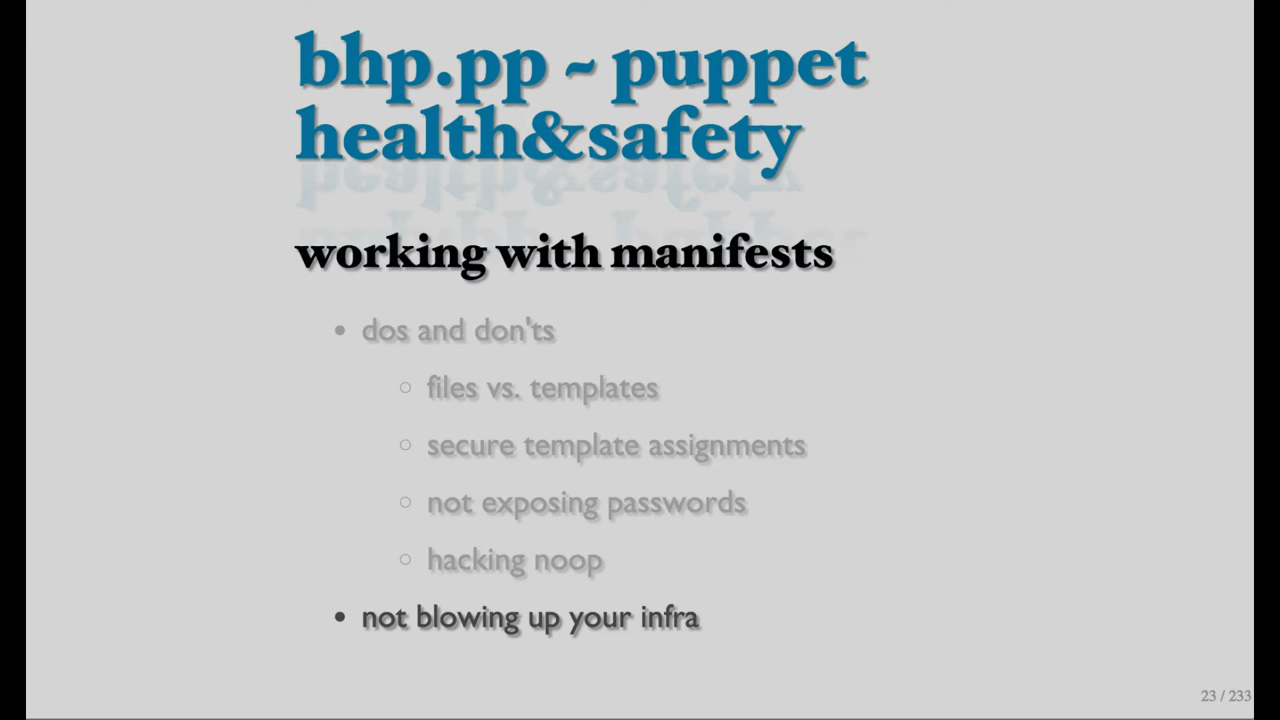 bhp.pp ~ puppet
health&safety
working with manifests
• dos and don'ts
○ files vs. templates
○ secure template assignments
○ not exposing passwords
○ hacking noop
• not blowing up your infra
23 / 233